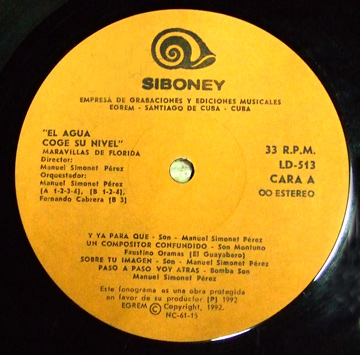 SIBONEY
EMPRESA DE GRABACIONES Y EDICIONES MUSICALES
EGREM - SANTIAGO DE CUBA - CUBA
"EL AGUA
COGE SU NIVEL"
MARAVILLAS DE FLORIDA
Director:
Manuel Simonet Pérez
Orquestador:
Manuel Simonet Pérez
[A 1-2-3-4], [B 1-2-4],
Fernando Cabrera [B 3]
33 R.P.M.
LD-513
CARA A
ESTEREO
Y YA PARA QUE - Son - Manuel Simonet Pérez
UN COMPOSITOR CONFUNDIDO - Son Montuno
Faustino Oramas (El Guayabero)
SOBRE TU IMAGEN - Son - Manuel Simonet Pérez
PASO A PASO VOY ATRAS - Bomba Son
Manuel Simonet Pérez
Este fonograma es una obra protegida
en favor de su productor [P] 1992
EGREM © Copyright, 1992.
NC-61-15